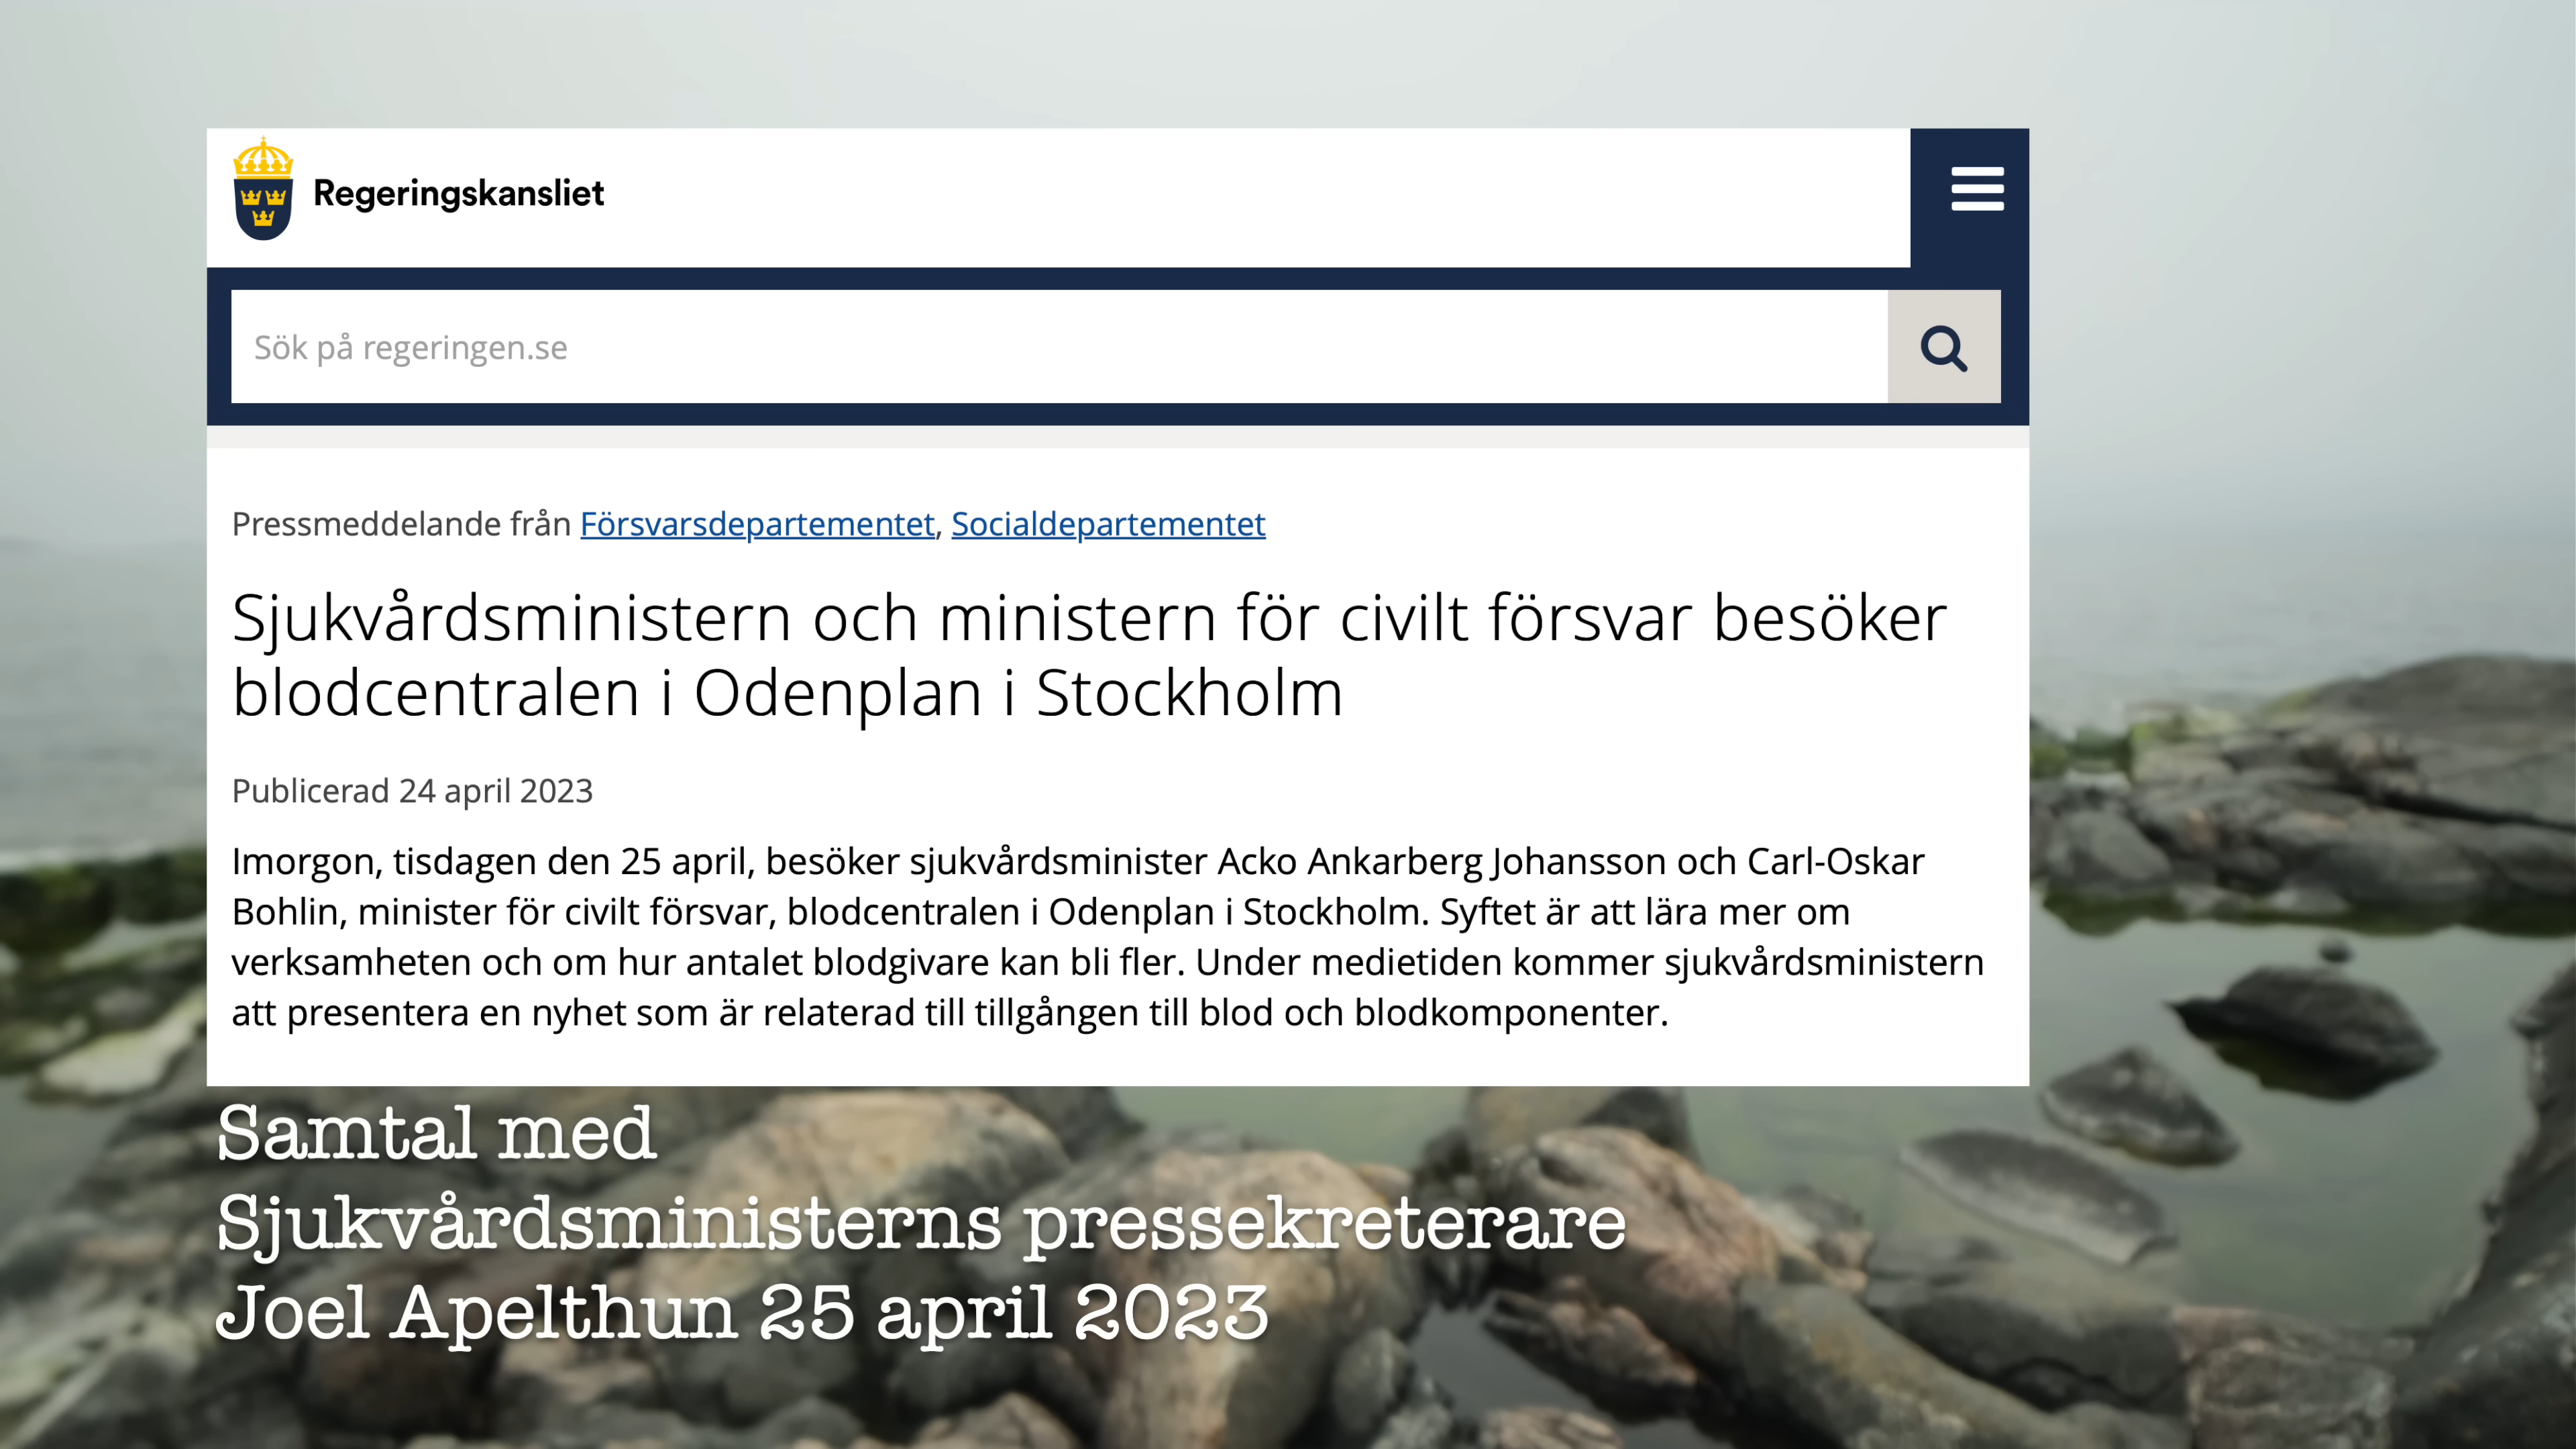 Regeringskansliet
Sök på regeringen.se
Pressmeddelande från Försvarsdepartementet, Socialdepartementet
Sjukvårdsministern och ministern för civilt försvar besöker
blodcentralen i Odenplan i Stockholm
Publicerad 24 april 2023
Imorgon, tisdagen den 25 april, besöker sjukvårdsminister Acko Ankarberg Johansson och Carl-Oskar
Bohlin, minister för civilt försvar, blodcentralen i Odenplan i Stockholm. Syftet är att lära mer om
verksamheten och om hur antalet blodgivare kan bli fler. Under medietiden kommer sjukvårdsministern
att presentera en nyhet som är relaterad till tillgången till blod och blodkomponenter.
Samtal med
Sjukvårdsministerns pressekreterare
Joel Apelthun 25 april 2023